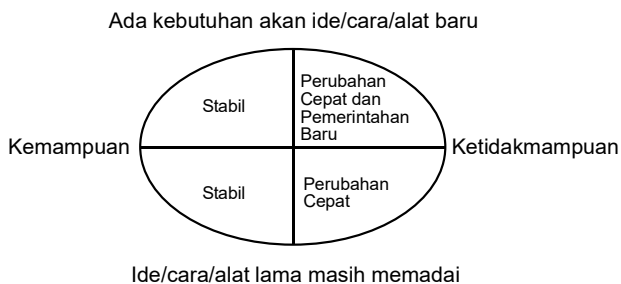 Ada kebutuhan akan ide/cara/alat baru
Stabil
Perubahan
Cepat dan
Pemerintahan
Baru
Kemampuan
Ketidakmampuan
Stabil
Perubahan
Cepat
Ide/cara/alat lama masih memadai